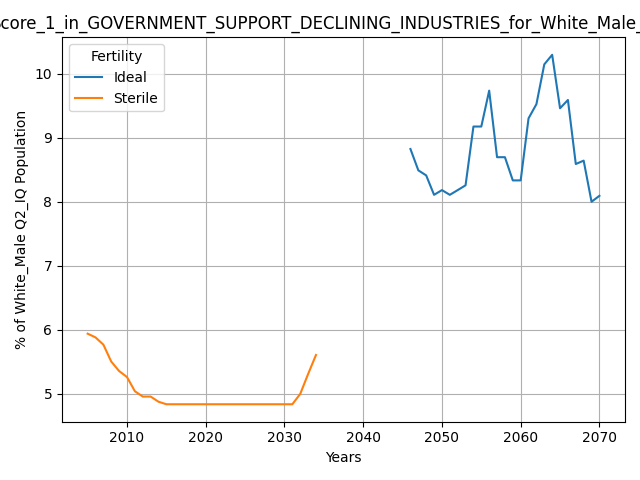 core_1_in_GOVERNMENT_SUPPORT_DECLINING_INDUSTRIES_for_White_Male_
Fertility
Ideal
Sterile
% of White_Male Q2_IQ Population
10
9
8
7
6
5
2010 2020 2030 2040 2050 2060 2070
Years